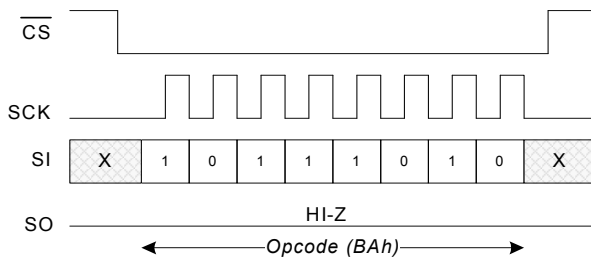 CS
SCK
SI X 1 0 1 1 1 0 1 0 X
HI-Z
SO
Opcode (BAh)